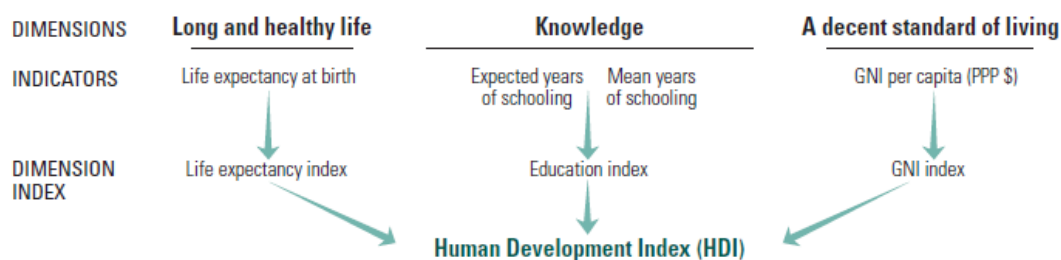 DIMENSIONS Long and healthy life Knowledge A decent standard of living
INDICATORS Life expectancy at birth Expected years Mean years GNI per capita (PPP $)
of schooling of schooling
DIMENSION Life expectancy index Education index GNI index
INDEX
Human Development Index (HDI)